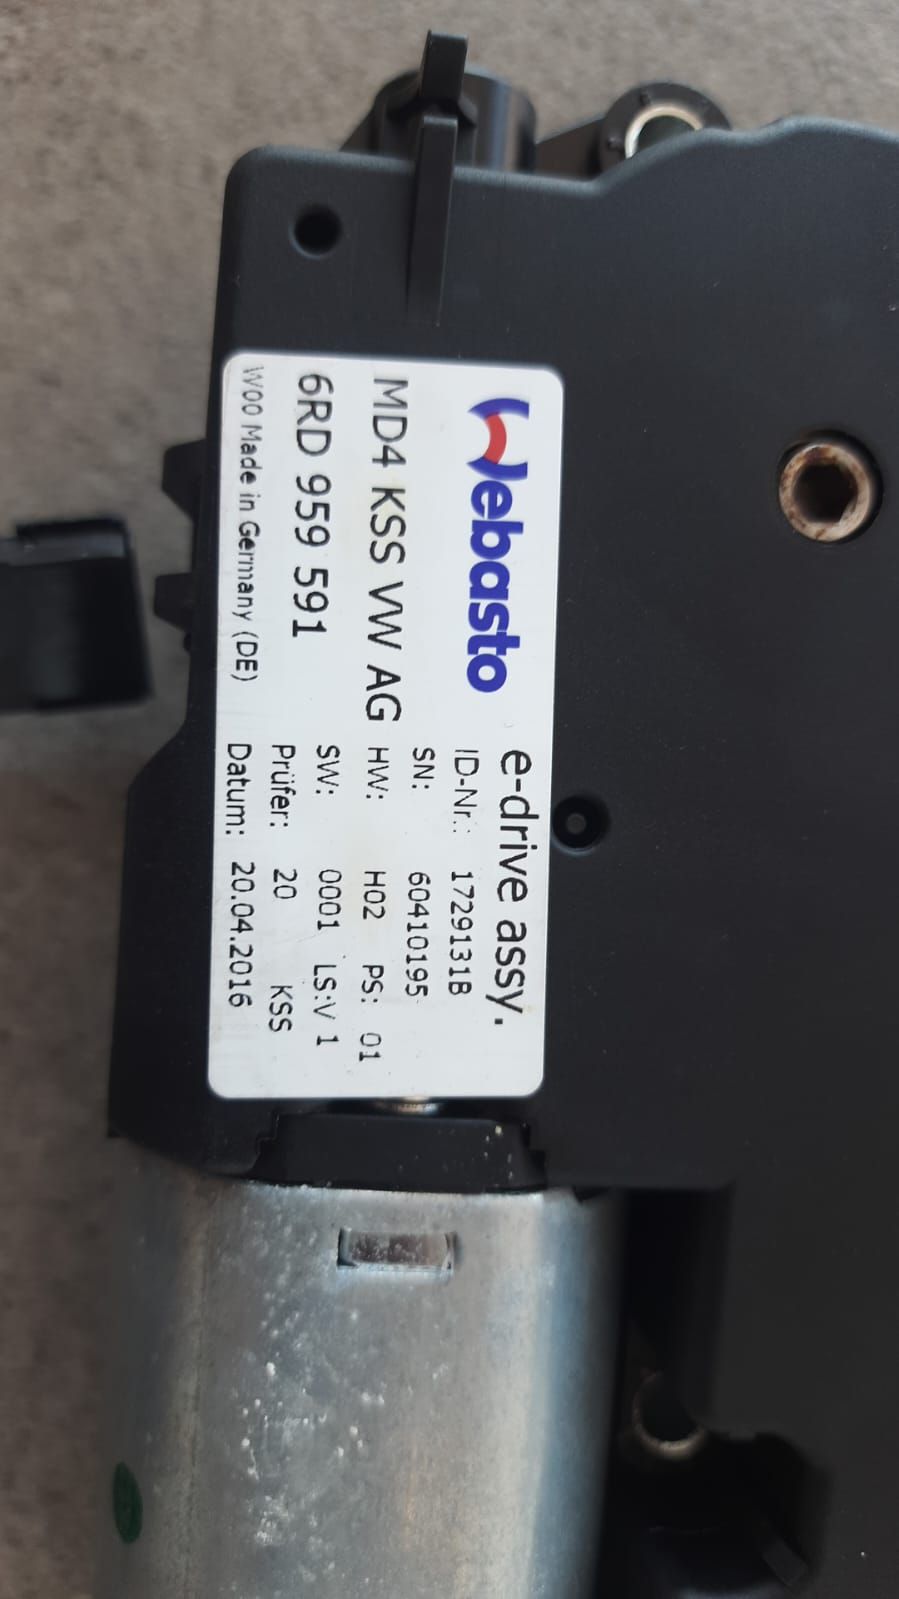 Webasto
e-drive assy.
ID-Nr.: 1729131B
SN: 60410195
MD4 KSS VW AG
HW: H02 PS: 01
6RD 959 591
SW: 0001 LS:V 1
Prüfer: 20 KSS
W00 Made in Germany (DE)
Datum: 20.04.2016